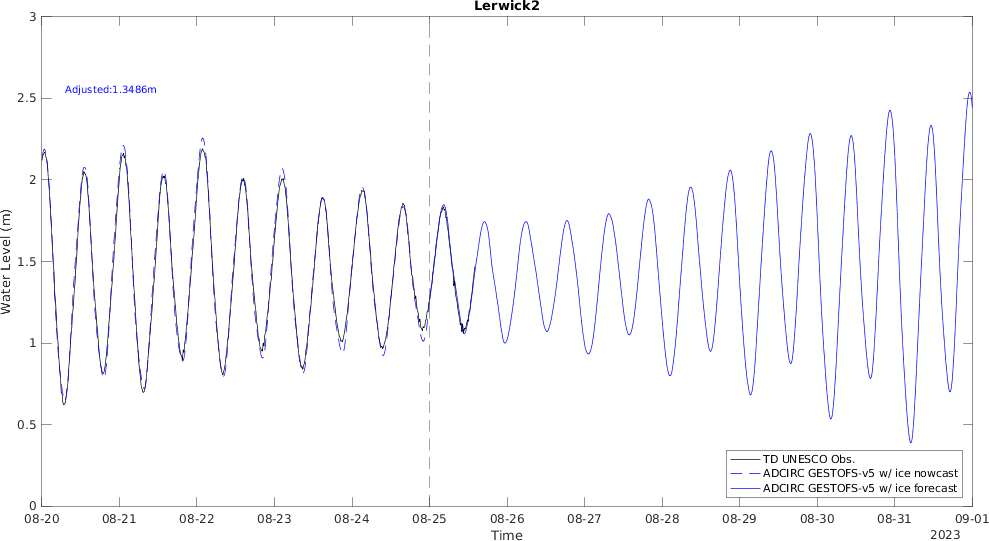 Lerwick2
Water Level (m)
3
2.5
2
1.5
1
0.5
0
Adjusted:1.3486m
TD UNESCO Obs.
ADCIRC GESTOFS-v5 w/ ice nowcast
ADCIRC GESTOFS-v5 w/ ice forecast
08-20 08-21 08-22 08-23 08-24 08-25 08-26 08-27 08-28 08-29 08-30 08-31 09-01
Time
2023